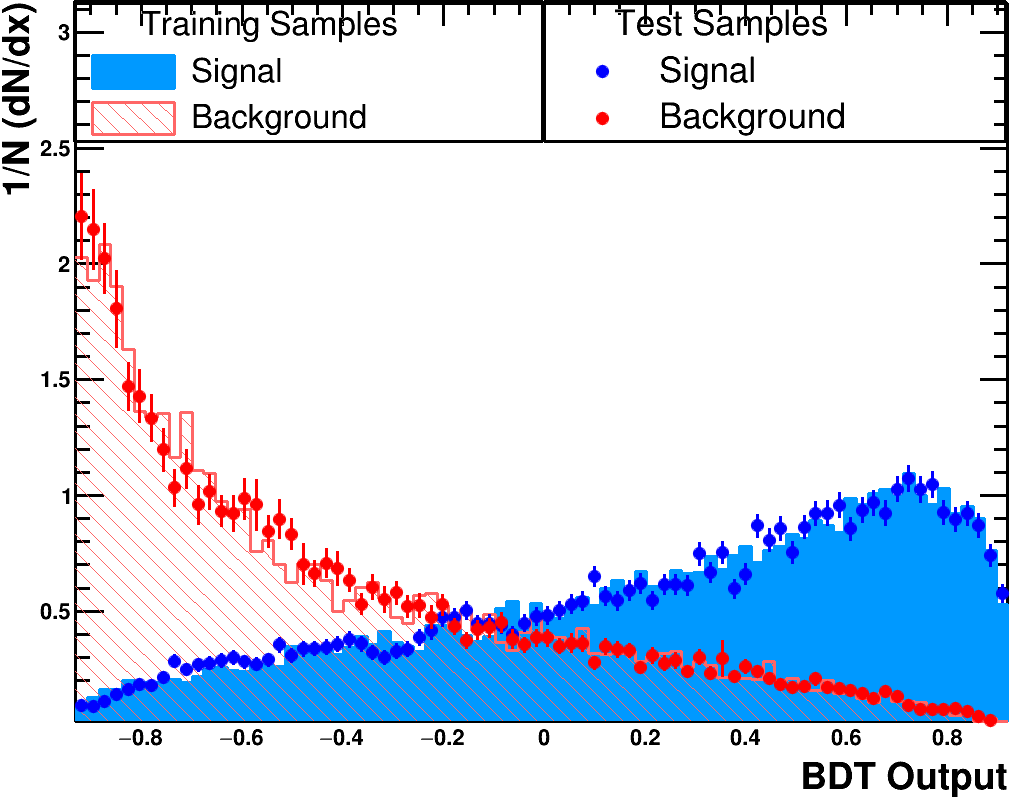 1/N (dN/dx)
Training Samples
Signal
Background
Test Samples
Signal
Background
3
2.5
2
1.5
1
0.5
−0.8 −0.6 −0.4 −0.2 0 0.2 0.4 0.6 0.8
BDT Output